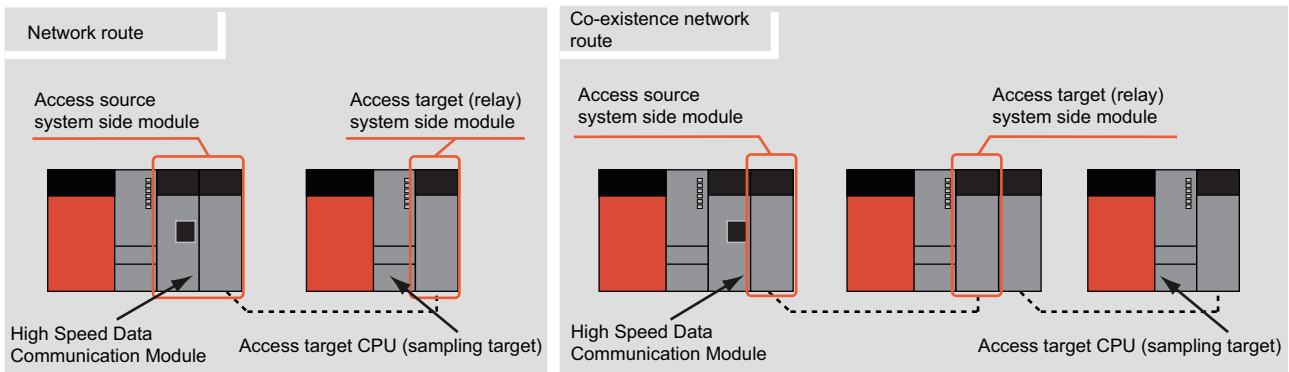 Network route
Access source
system side module
Access target (relay)
system side module
High Speed Data
Communication Module
Access target CPU (sampling target)
Co-existence network
route
Access source
system side module
Access target (relay)
system side module
High Speed Data
Communication Module
Access target CPU (sampling target)